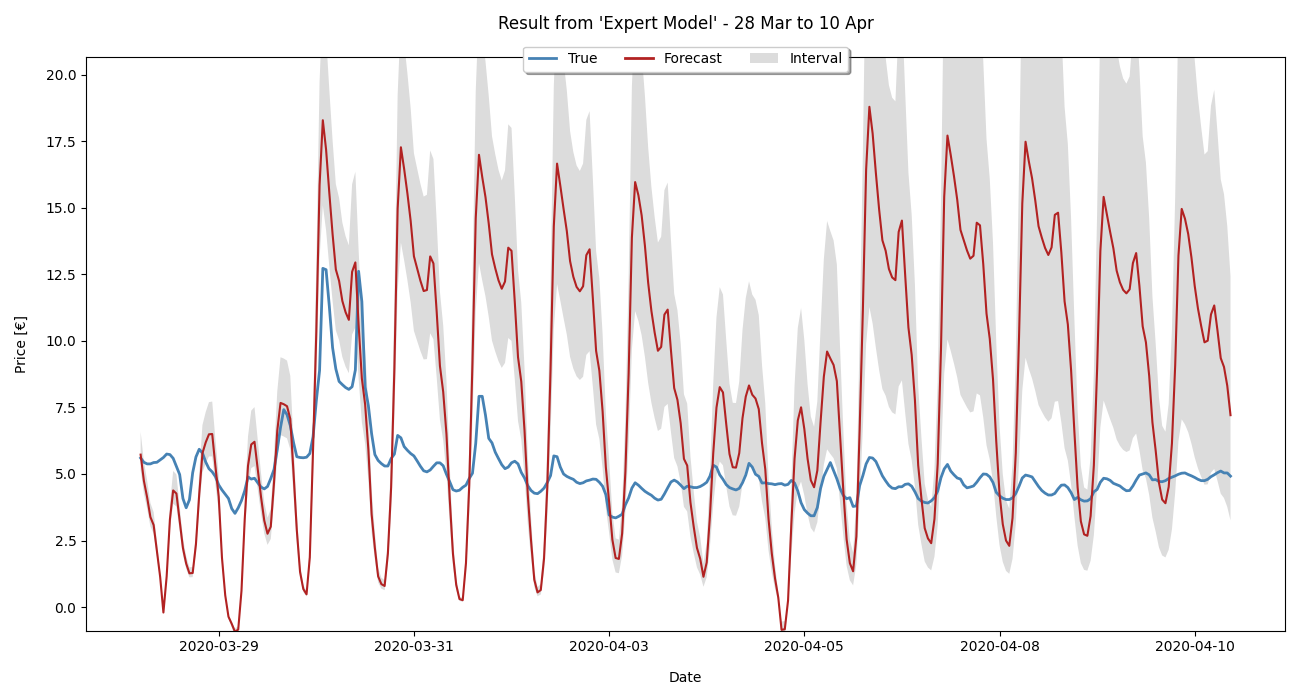 Result from 'Expert Model' - 28 Mar to 10 Apr
True Forecast Interval
20.0
17.5
15.0
12.5
10.0
7.5
5.0
2.5
0.0
Price [€]
2020-03-29 2020-03-31 2020-04-03 2020-04-05 2020-04-08 2020-04-10
Date